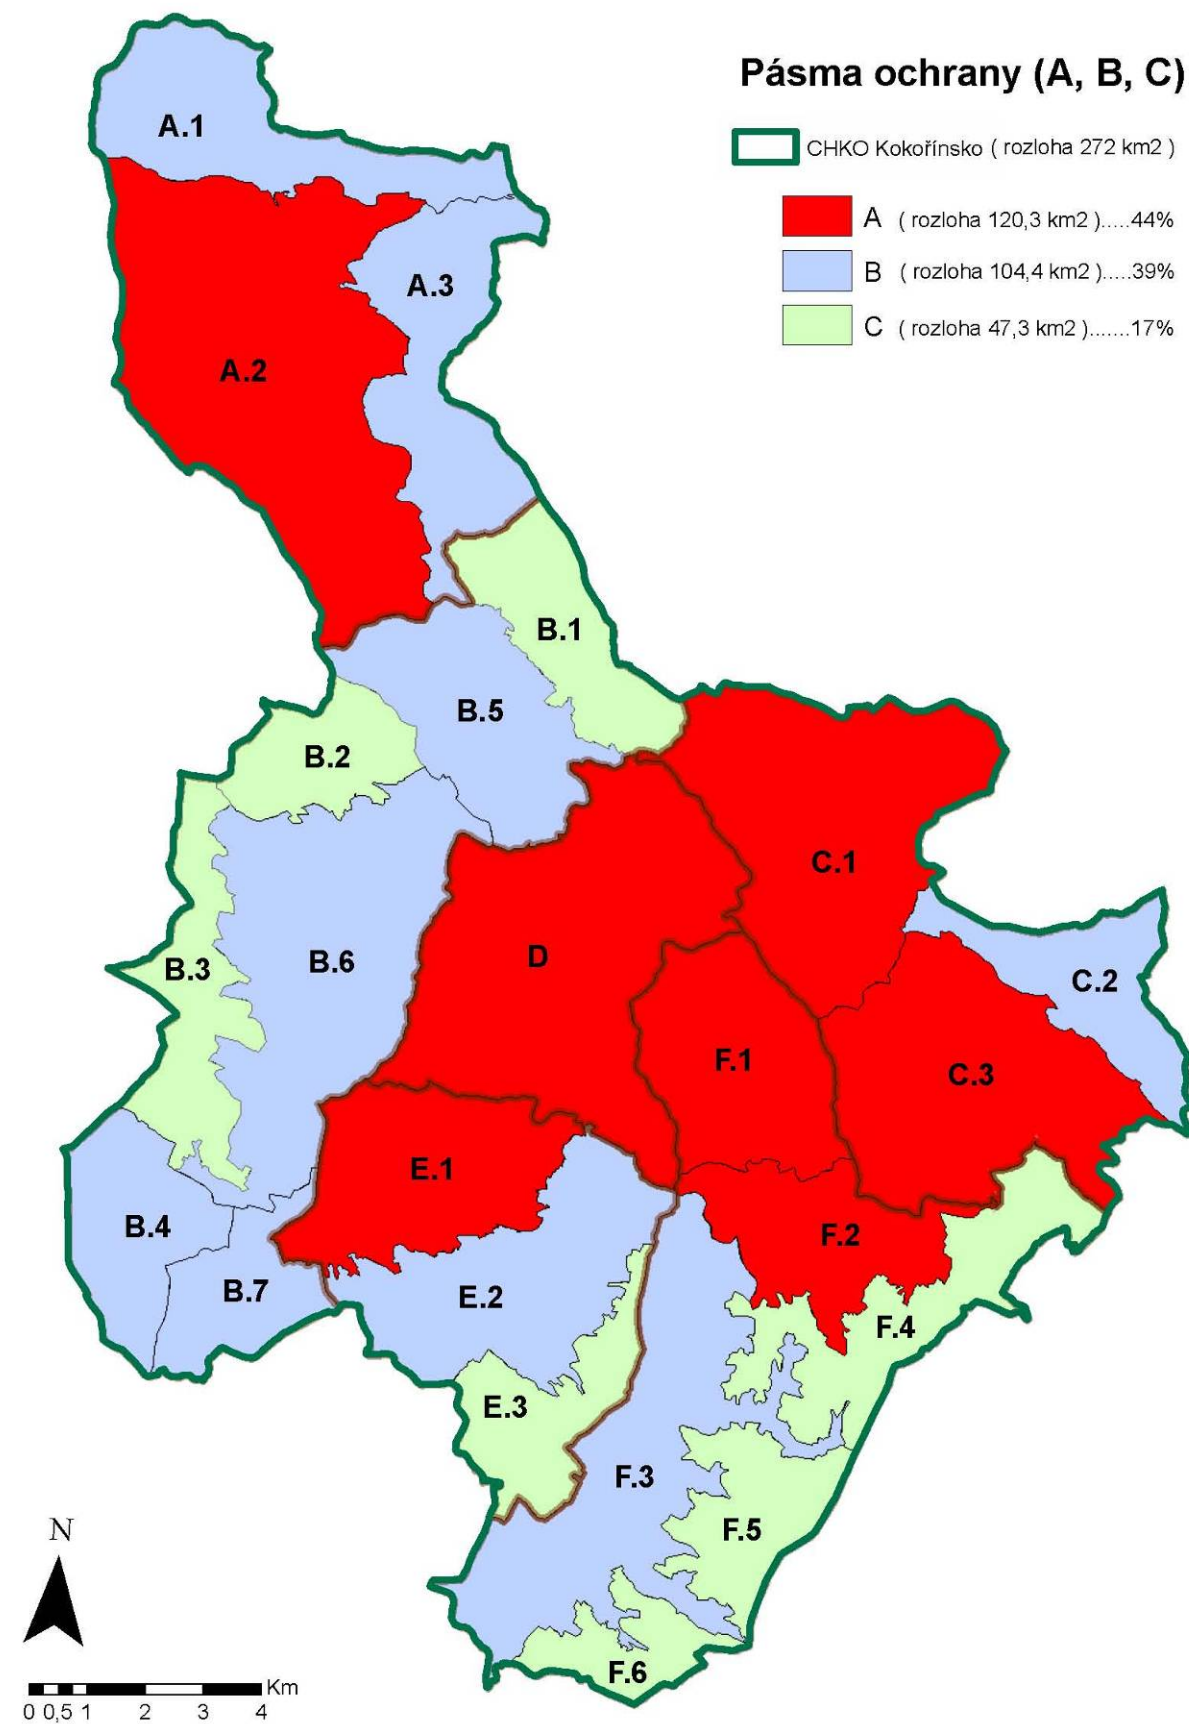 Pásma ochrany (A, B, C)
CHKO Kokořínsko ( rozloha 272 km2 )
A ( rozloha 120,3 km2 ).....44%
B ( rozloha 104,4 km2 ).....39%
C ( rozloha 47,3 km2 ).......17%
A.1
A.3
A.2
B.1
B.5
B.2
C.1
D
B.6
B.3
C.2
F.1
C.3
E.1
B.4
F.2
B.7
E.2
F.4
E.3
F.3
F.5
F.6
N
Km
0 0,5 1 2 3 4